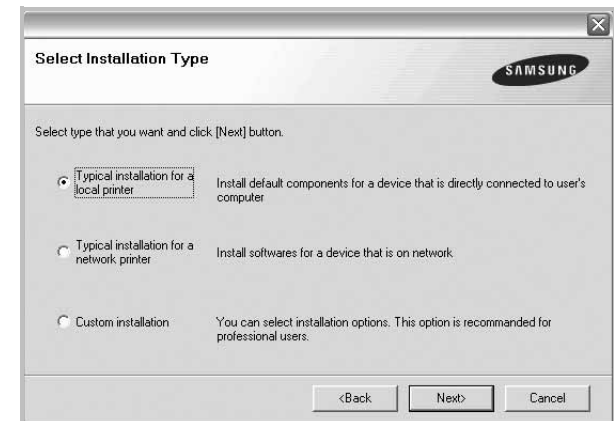 Select Installation Type
SAMSUNG
Select type that you want and click [Next] button.
Typical installation for a
local printer
Install default components for a device that is directly connected to user's
computer
Typical installation for a
network printer
Install softwares for a device that is on network
Custom installation
You can select installation options. This option is recommanded for
professional users.
<Back
Next>
Cancel